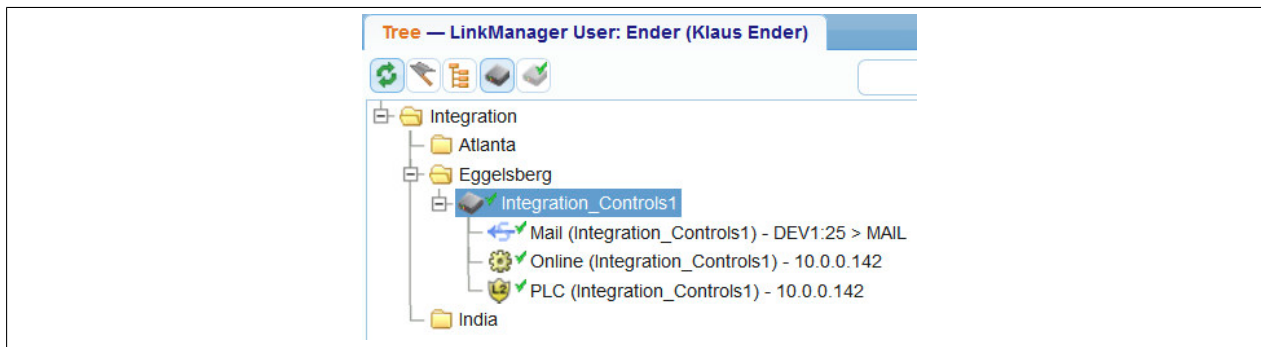 Tree — LinkManager User: Ender (Klaus Ender)
Integration
Atlanta
Eggelsberg
Integration_Controls1
Mail (Integration_Controls1) - DEV1:25 > MAIL
Online (Integration_Controls1) - 10.0.0.142
L2 PLC (Integration_Controls1) - 10.0.0.142
India